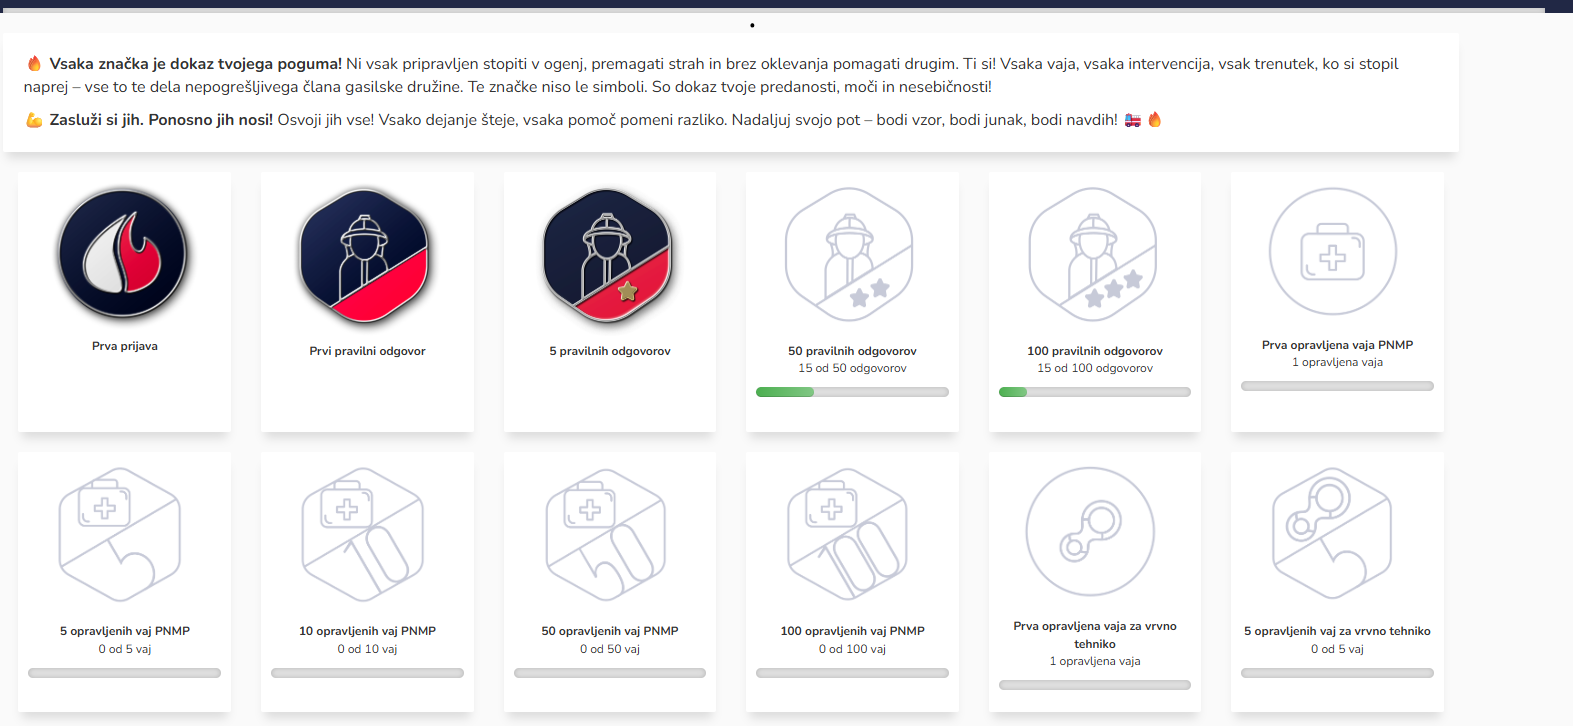 🔥 Vsaka značka je dokaz tvojega poguma! Ni vsak pripravljen stopiti v ogenj, premagati strah in brez oklevanja pomagati drugim. Ti si! Vsaka vaja, vsaka intervencija, vsak trenutek, ko si stopil
naprej – vse to te dela nepogrešljivega člana gasilske družine. Te značke niso le simboli. So dokaz tvoje predanosti, moči in nesebičnosti!
💪 Zasluži si jih. Ponosno jih nosi! Osvoji jih vse! Vsako dejanje šteje, vsaka pomoč pomeni razliko. Nadaljuj svojo pot – bodi vzor, bodi junak, bodi navdih! 🚒 🔥
Prva prijava
Prvi pravilni odgovor
5 pravilnih odgovorov
50 pravilnih odgovorov
15 od 50 odgovorov
100 pravilnih odgovorov
15 od 100 odgovorov
Prva opravljena vaja PNMP
1 opravljena vaja
5
5 opravljenih vaj PNMP
0 od 5 vaj
10
10 opravljenih vaj PNMP
0 od 10 vaj
50
50 opravljenih vaj PNMP
0 od 50 vaj
100
100 opravljenih vaj PNMP
0 od 100 vaj
Prva opravljena vaja za vrvno
tehniko
1 opravljena vaja
5
5 opravljenih vaj za vrvno tehniko
0 od 5 vaj